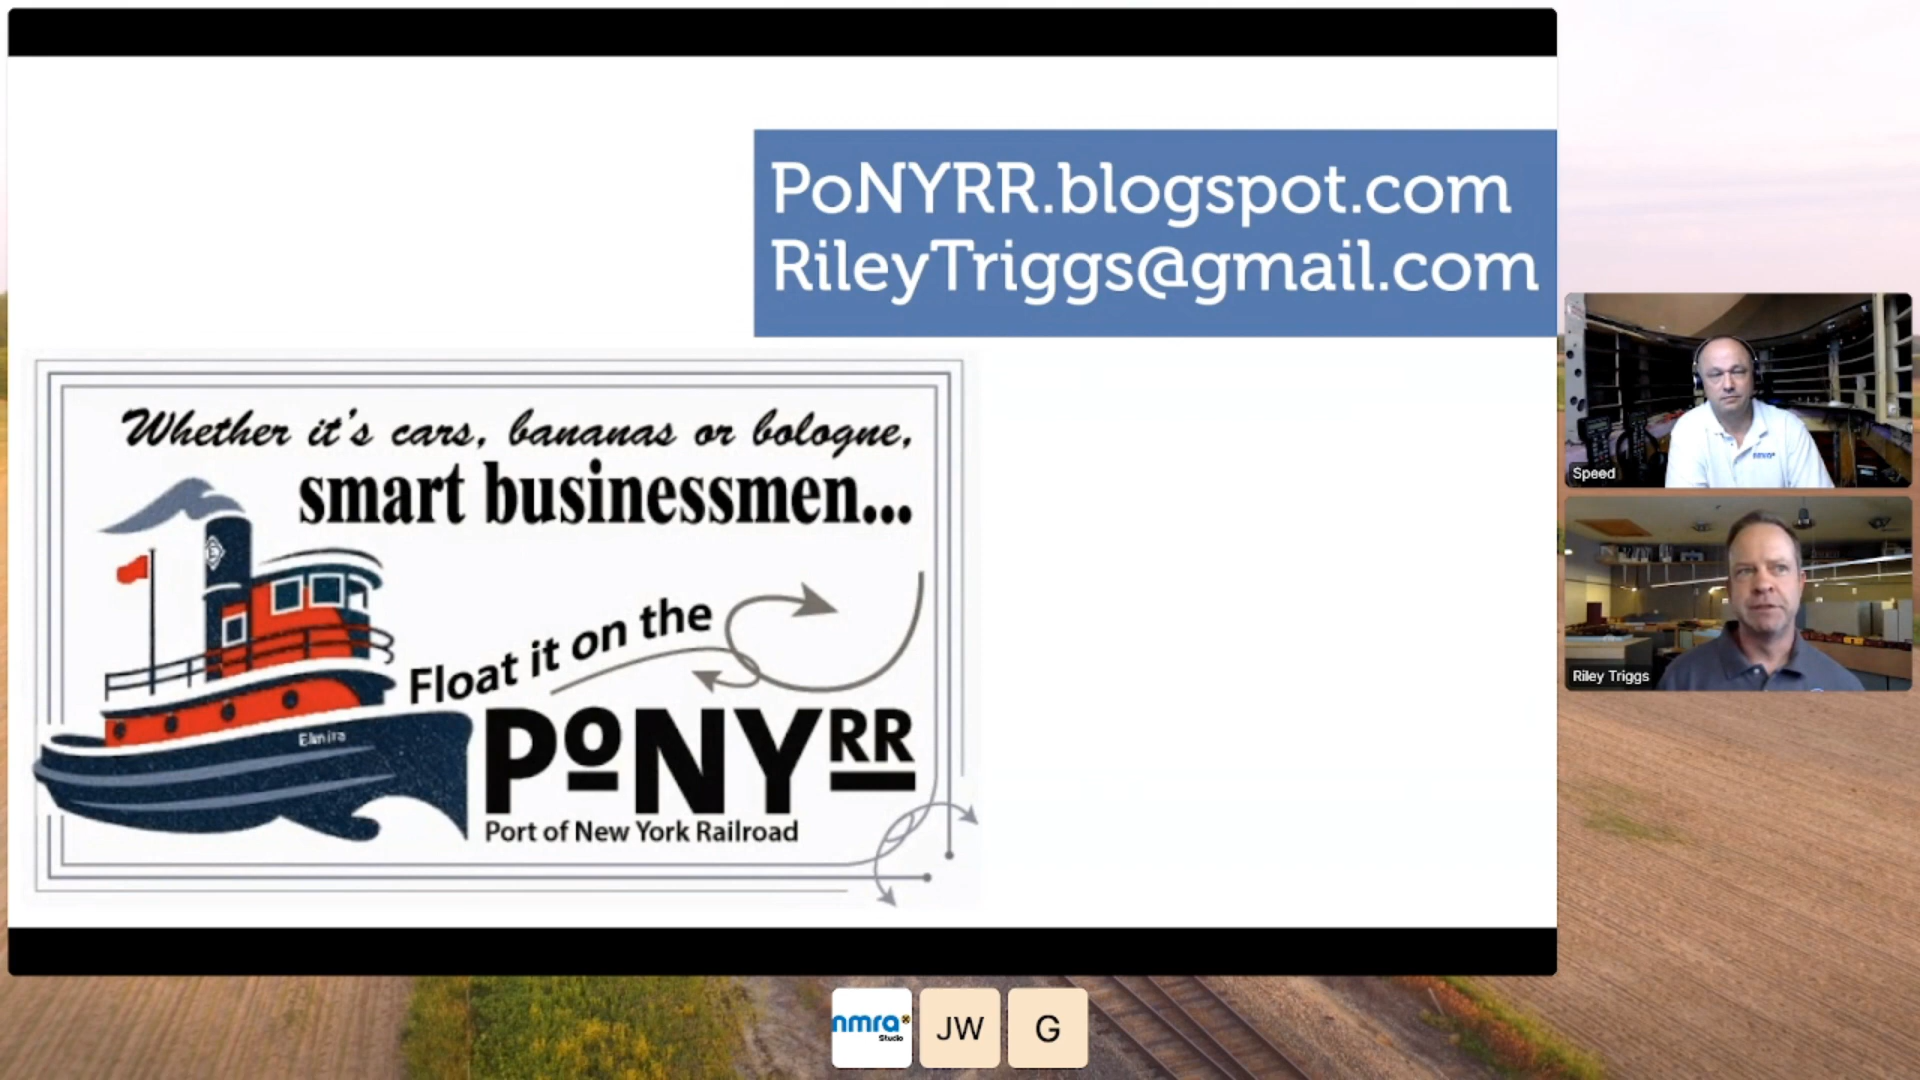 PoNYRR.blogspot.com
RileyTriggs@gmail.com
Whether it's cars, bananas or bologne,
smart businessmen...
E
Float it on the
Elmira
PoNYRR
Port of New York Railroad
Speed
Riley Triggs
nmra
Studio
JW
G